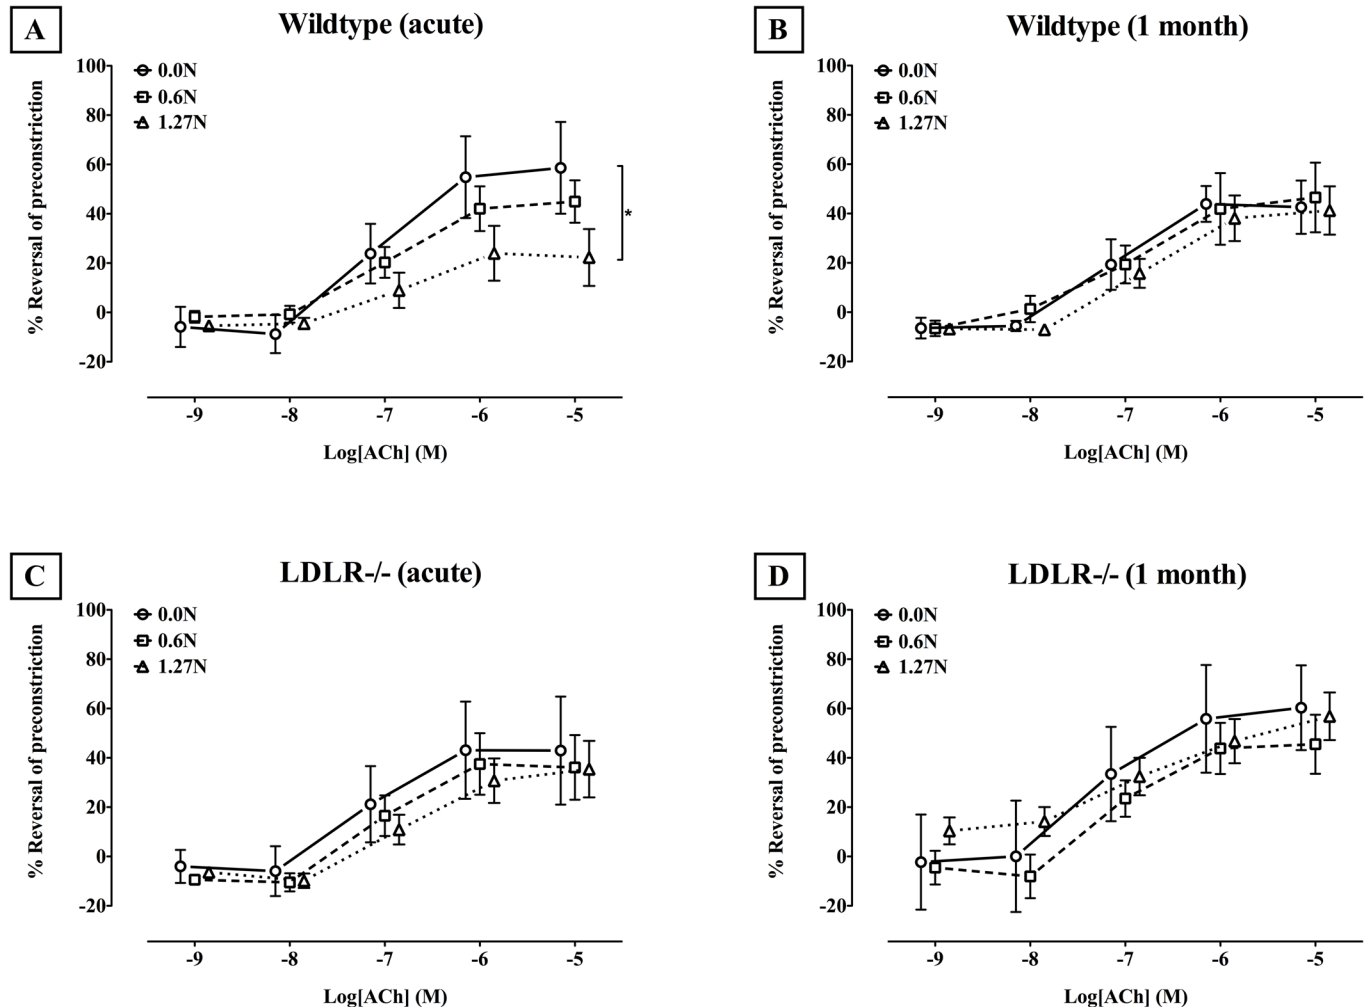 A
Wildtype (acute)
0.0N
0.6N
1.27N
% Reversal of preconstriction
100
80
60
40
20
0
-20
*
-9 -8 -7 -6 -5
Log[ACh] (M)
B
Wildtype (1 month)
0.0N
0.6N
1.27N
% Reversal of preconstriction
100
80
60
40
20
0
-20
-9 -8 -7 -6 -5
Log[ACh] (M)
C
LDLR-/- (acute)
0.0N
0.6N
1.27N
% Reversal of preconstriction
100
80
60
40
20
0
-20
-9 -8 -7 -6 -5
Log[ACh] (M)
D
LDLR-/- (1 month)
0.0N
0.6N
1.27N
% Reversal of preconstriction
100
80
60
40
20
0
-20
-9 -8 -7 -6 -5
Log[ACh] (M)